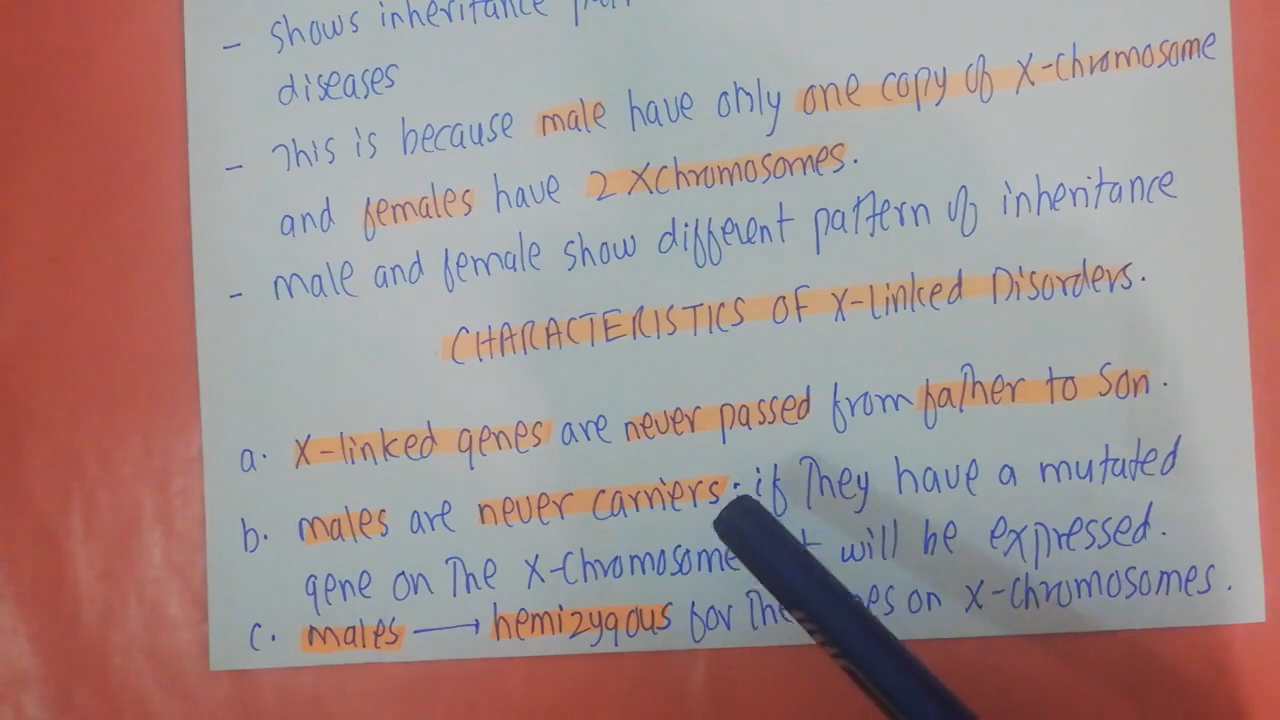 - shows inheritance
diseases
- This is because male have only one copy of X-chromosome
and females have 2 Xchromosomes.
- male and female show different pattern of inheritance
CHARACTERISTICS OF X-linked Disorders.
a. X-linked genes are never passed from father to son.
b. males are never carriers; if They have a mutated
gene on The X-Chromosome will be expressed.
c. males → hemizygous for on X-chromosomes.